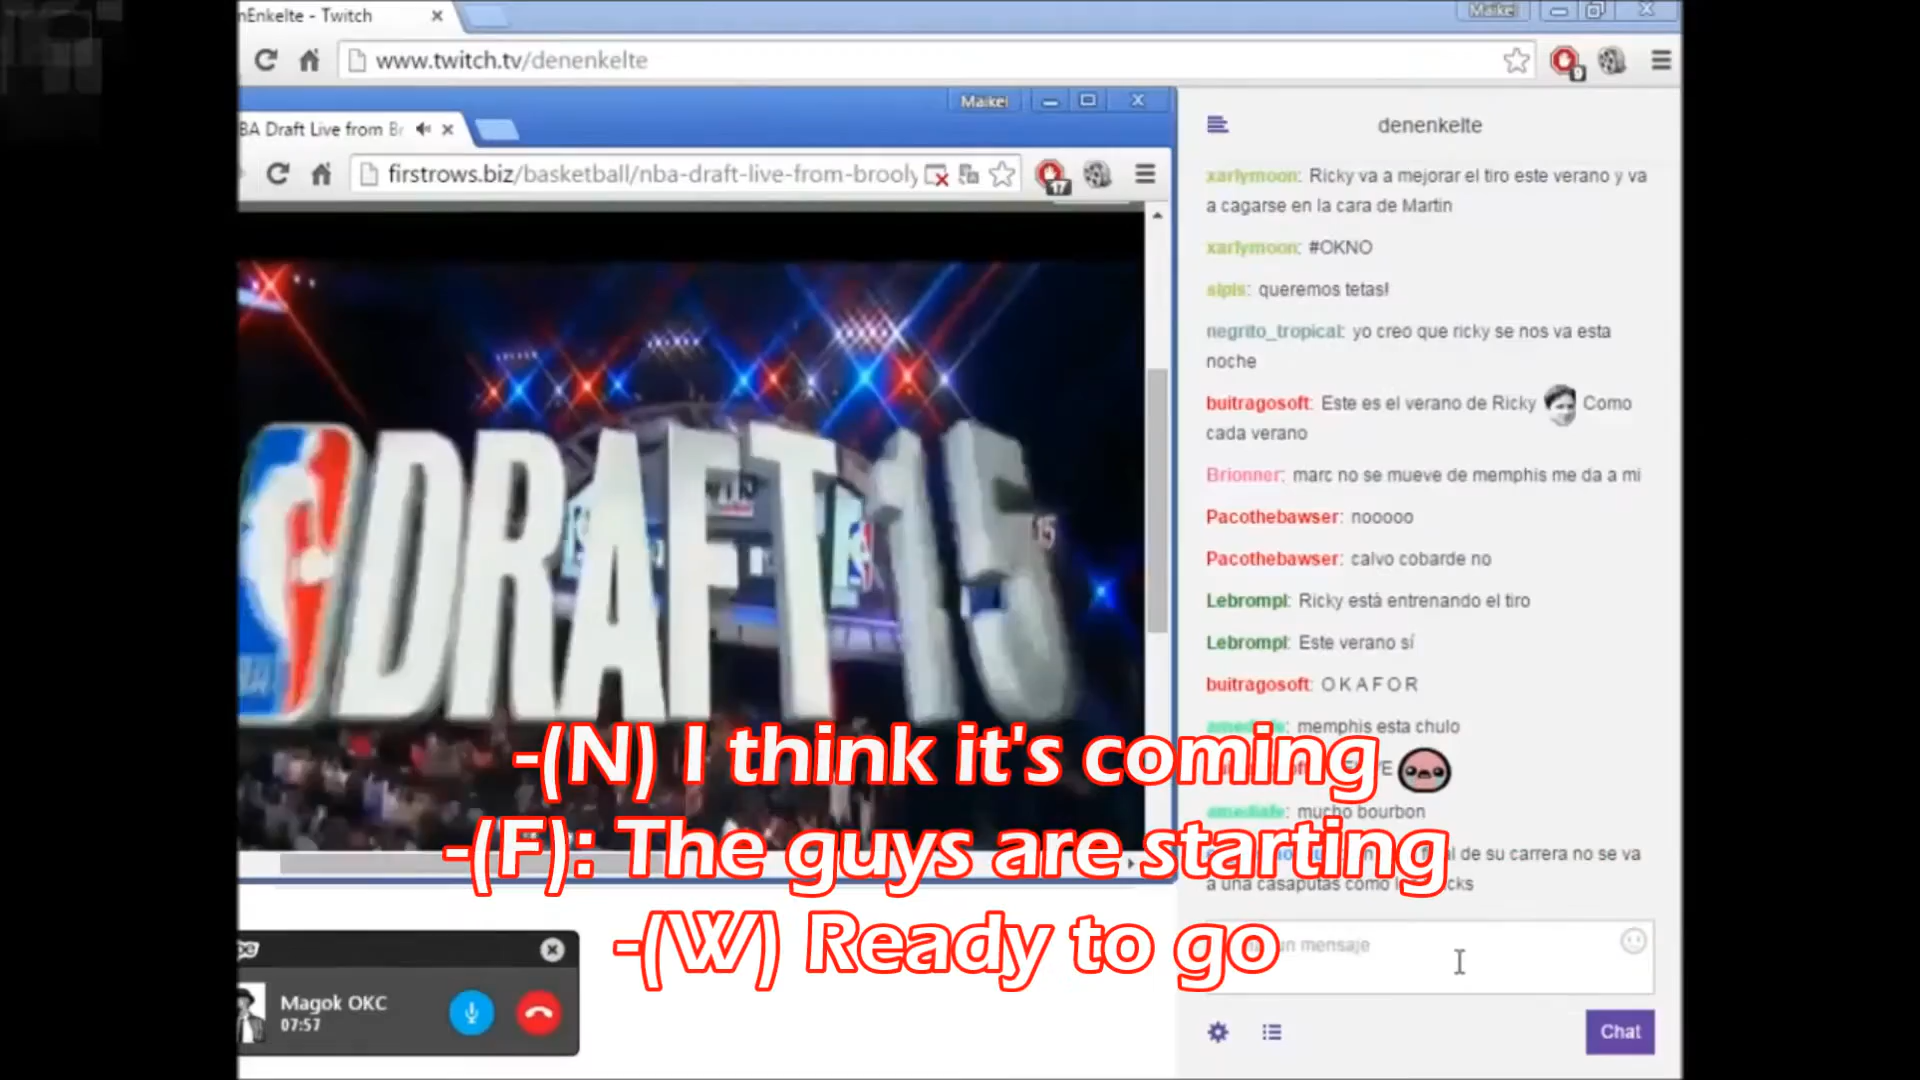 nEnkelte - Twitch
Maikel
www.twitch.tv/denenkelte
9
Maikel
BA Draft Live from Br
firstrows.biz/basketball/nba-draft-live-from-brooly
17
DRAFT 15
15
denenkelte
xarlymoon: Ricky va a mejorar el tiro este verano y va
a cagarse en la cara de Martin
xarlymoon: #OKNO
sipis: queremos tetas!
negrito_tropical: yo creo que ricky se nos va esta
noche
buitragosoft: Este es el verano de Ricky Como
cada verano
Brionner: marc no se mueve de memphis me da a mi
Pacothebawser: nooooo
Pacothebawser: calvo cobarde no
Lebrompl: Ricky está entrenando el tiro
Lebrompl: Este verano sí
buitragosoft: O K A F O R
memphis esta chulo
mucho bourbon
de su carrera no se va
a una casaputas como
un mensaje
Chat
Magok OKC
07:57
-(N) I think it's coming
-(F): The guys are starting
-(W) Ready to go